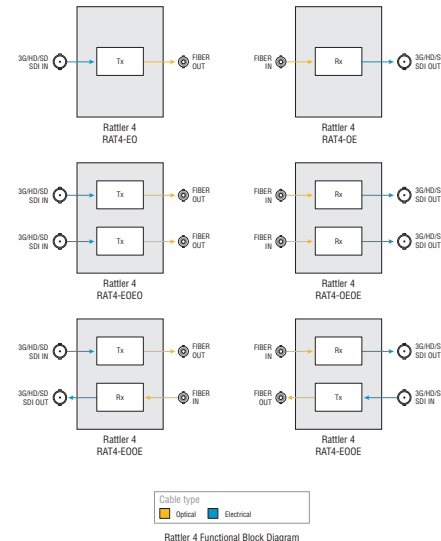 3G/HD/SD
SDI IN
Tx
FIBER
OUT
Rattler 4
RAT4-EO
FIBER
IN
Rx
3G/HD/S
SDI OUT
Rattler 4
RAT4-OE
3G/HD/SD
SDI IN
Tx
FIBER
OUT
3G/HD/SD
SDI IN
Tx
FIBER
OUT
Rattler 4
RAT4-EOEO
FIBER
IN
Rx
3G/HD/S
SDI OUT
FIBER
IN
Rx
3G/HD/S
SDI OUT
Rattler 4
RAT4-OEOE
3G/HD/SD
SDI IN
Tx
FIBER
OUT
3G/HD/SD
SDI OUT
Rx
FIBER
IN
Rattler 4
RAT4-EOOE
FIBER
IN
Rx
3G/HD/S
SDI OUT
FIBER
OUT
Tx
3G/HD/S
SDI IN
Rattler 4
RAT4-EOOE
Cable type
Optical Electrical
Rattler 4 Functional Block Diagram